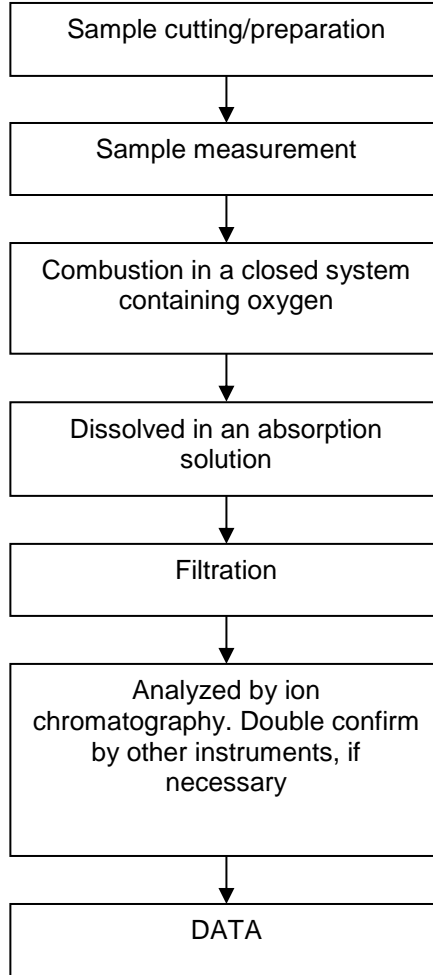 Sample cutting/preparation
Sample measurement
Combustion in a closed system
containing oxygen
Dissolved in an absorption
solution
Filtration
Analyzed by ion
chromatography. Double confirm
by other instruments, if
necessary
DATA